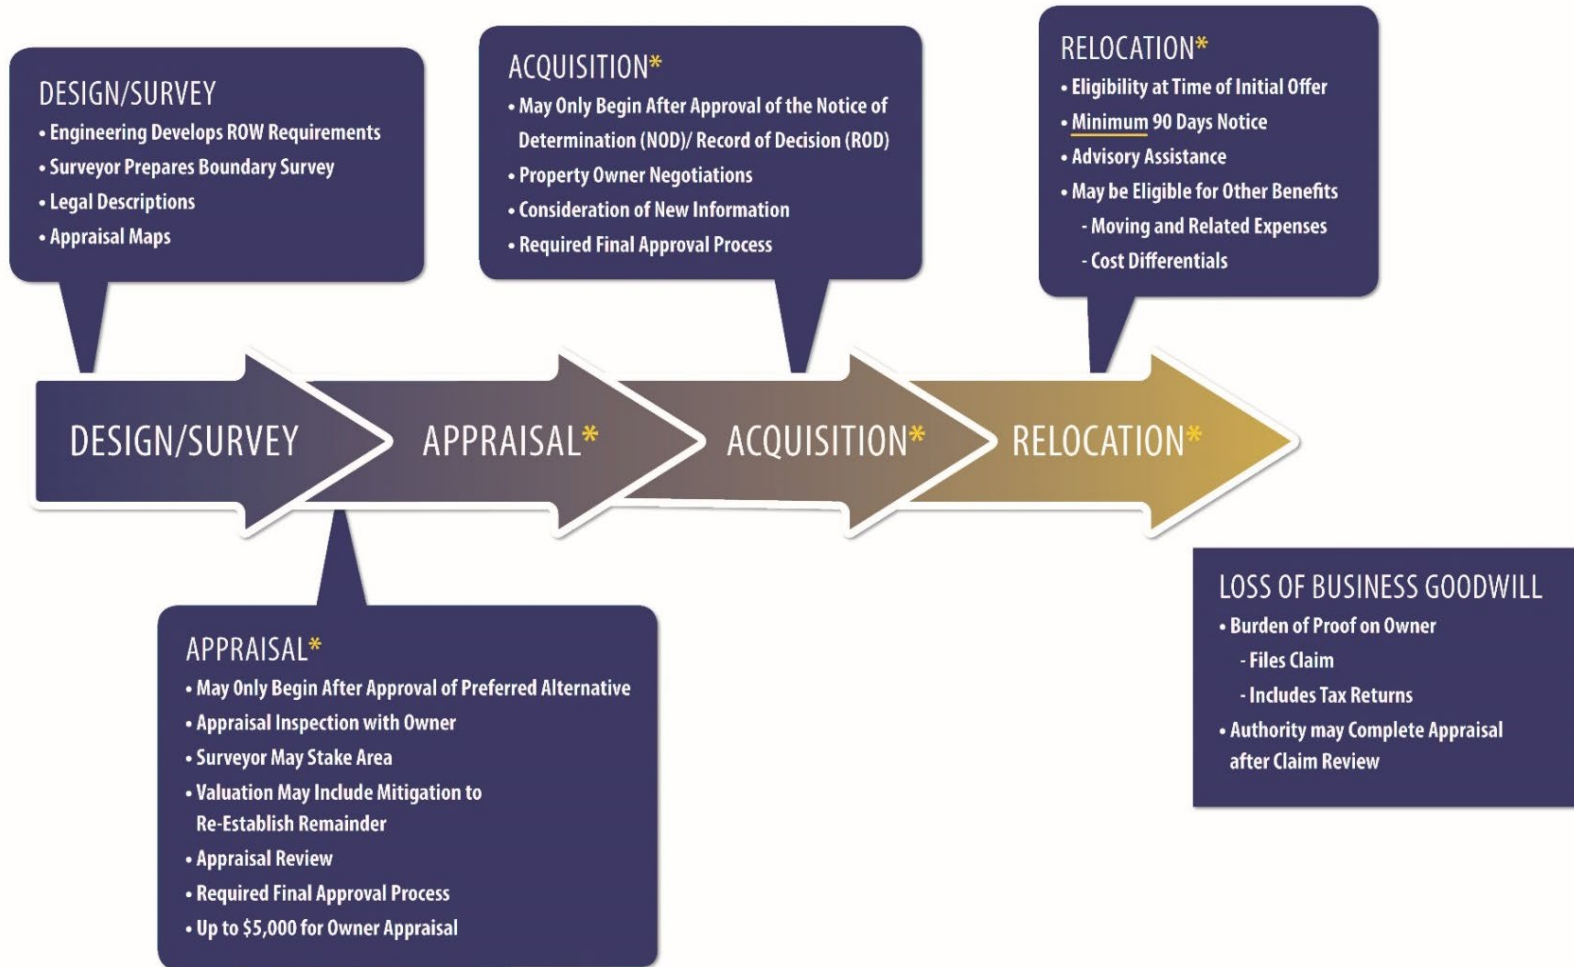 DESIGN/SURVEY
• Engineering Develops ROW Requirements
• Surveyor Prepares Boundary Survey
• Legal Descriptions
• Appraisal Maps
ACQUISITION*
• May Only Begin After Approval of the Notice of
Determination (NOD)/ Record of Decision (ROD)
• Property Owner Negotiations
• Consideration of New Information
• Required Final Approval Process
RELOCATION*
• Eligibility at Time of Initial Offer
• Minimum 90 Days Notice
• Advisory Assistance
• May be Eligible for Other Benefits
- Moving and Related Expenses
- Cost Differentials
DESIGN/SURVEY
APPRAISAL*
ACQUISITION*
RELOCATION*
APPRAISAL*
• May Only Begin After Approval of Preferred Alternative
• Appraisal Inspection with Owner
• Surveyor May Stake Area
• Valuation May Include Mitigation to
Re-Establish Remainder
• Appraisal Review
• Required Final Approval Process
• Up to $5,000 for Owner Appraisal
LOSS OF BUSINESS GOODWILL
• Burden of Proof on Owner
- Files Claim
- Includes Tax Returns
• Authority may Complete Appraisal
after Claim Review